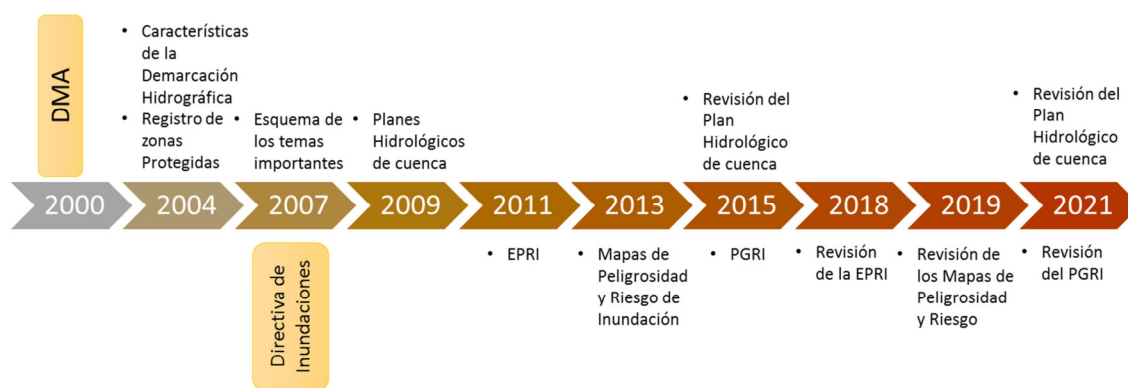 DMA
• Características
de la
Demarcación
Hidrográfica
• Registro de
zonas
Protegidas
• Esquema de
los temas
importantes
• Planes
Hidrológicos
de cuenca
• Revisión del
Plan
Hidrológico
de cuenca
• Revisión del
Plan
Hidrológico
de cuenca
2000
2004
2007
2009
2011
2013
2015
2018
2019
2021
Directiva de
Inundaciones
• EPRI
• Mapas de
Peligrosidad
y Riesgo de
Inundación
• PGRI
• Revisión
de la EPRI
• Revisión de
los Mapas de
Peligrosidad
y Riesgo
• Revisión
del PGRI